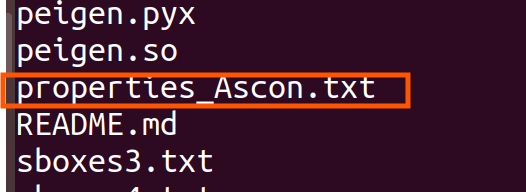 peigen.pyx
peigen.so
properties_Ascon.txt
README.md
sboxes3.txt